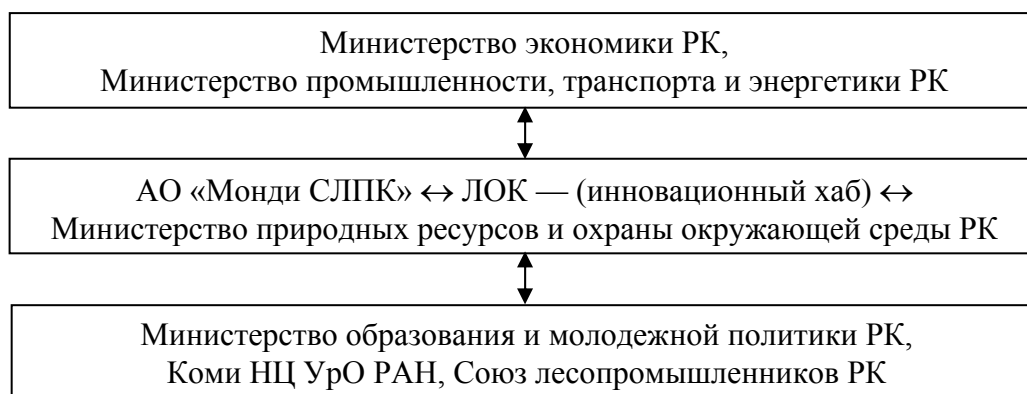 Министерство экономики РК,
Министерство промышленности, транспорта и энергетики РК
АО «Монди СЛПК» ↔ ЛОК — (инновационный хаб) ↔
Министерство природных ресурсов и охраны окружающей среды РК
Министерство образования и молодежной политики РК,
Коми НЦ УрО РАН, Союз лесопромышленников РК